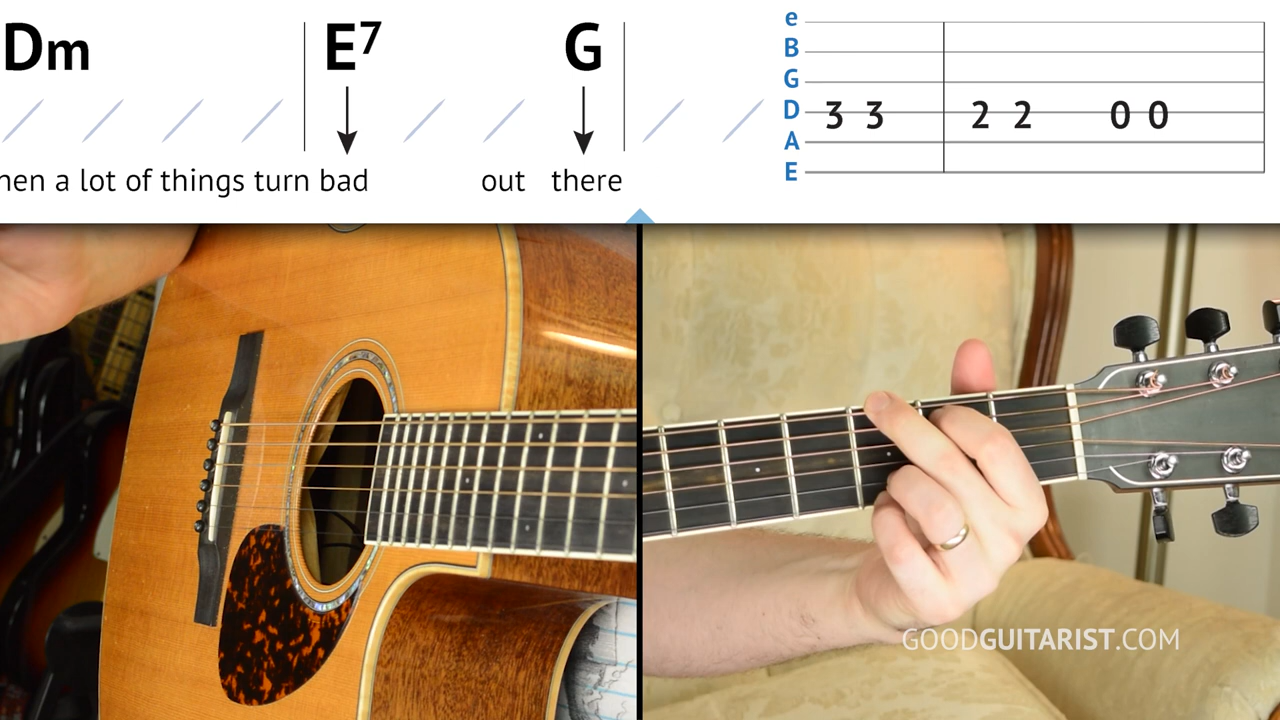 Dm E7 G
hen a lot of things turn bad out there
e
B
G
D 3 3 2 2 0 0
A
E
GOODGUITARIST.COM